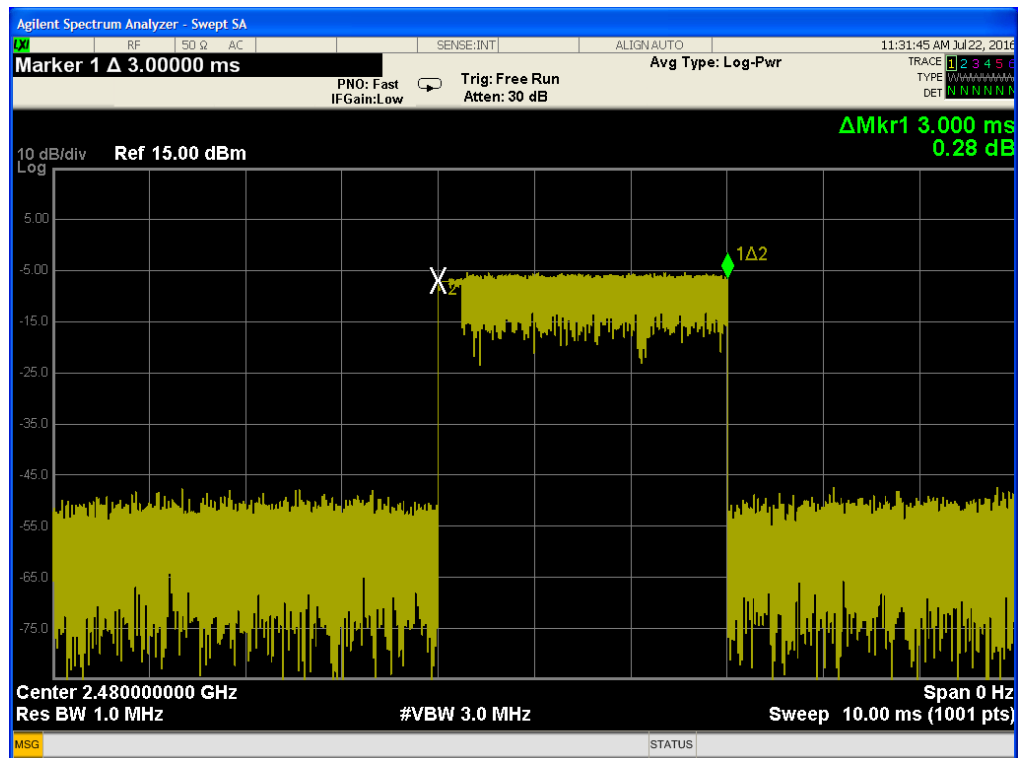 Agilent Spectrum Analyzer - Swept SA
LXI RF 50 Ω AC SENSE:INT ALIGN AUTO 11:31:45 AM Jul 22, 2016
Marker 1 Δ 3.00000 ms
PNO: Fast
IFGain:Low
Trig: Free Run
Atten: 30 dB
Avg Type: Log-Pwr
TRACE 1 2 3 4 5 6
TYPE
DET N N N N N N
ΔMkr1 3.000 ms
0.28 dB
10 dB/div Ref 15.00 dBm
Log
5.00
-5.00
-15.0
-25.0
-35.0
-45.0
-55.0
-65.0
-75.0
1Δ2
X2
Center 2.480000000 GHz Span 0 Hz
Res BW 1.0 MHz #VBW 3.0 MHz Sweep 10.00 ms (1001 pts)
MSG STATUS